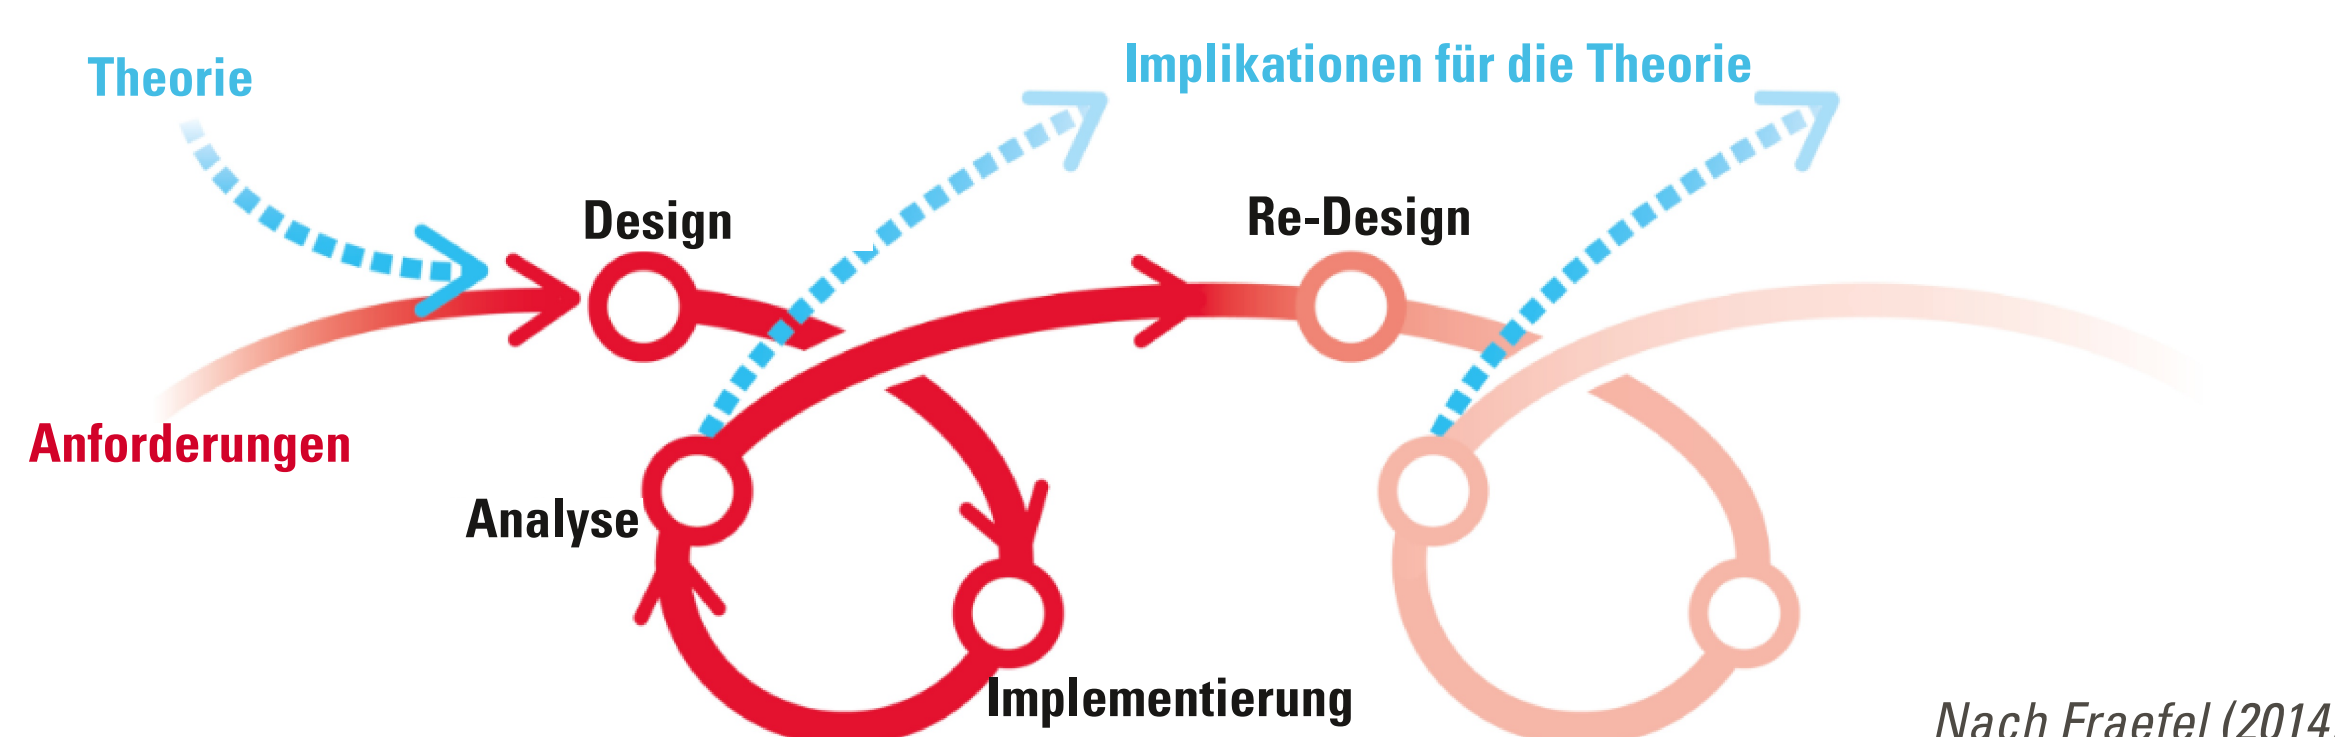 Theorie
Implikationen für die Theorie
Design
Re-Design
Anforderungen
Analyse
Implementierung
Nach Fraefel (2014,